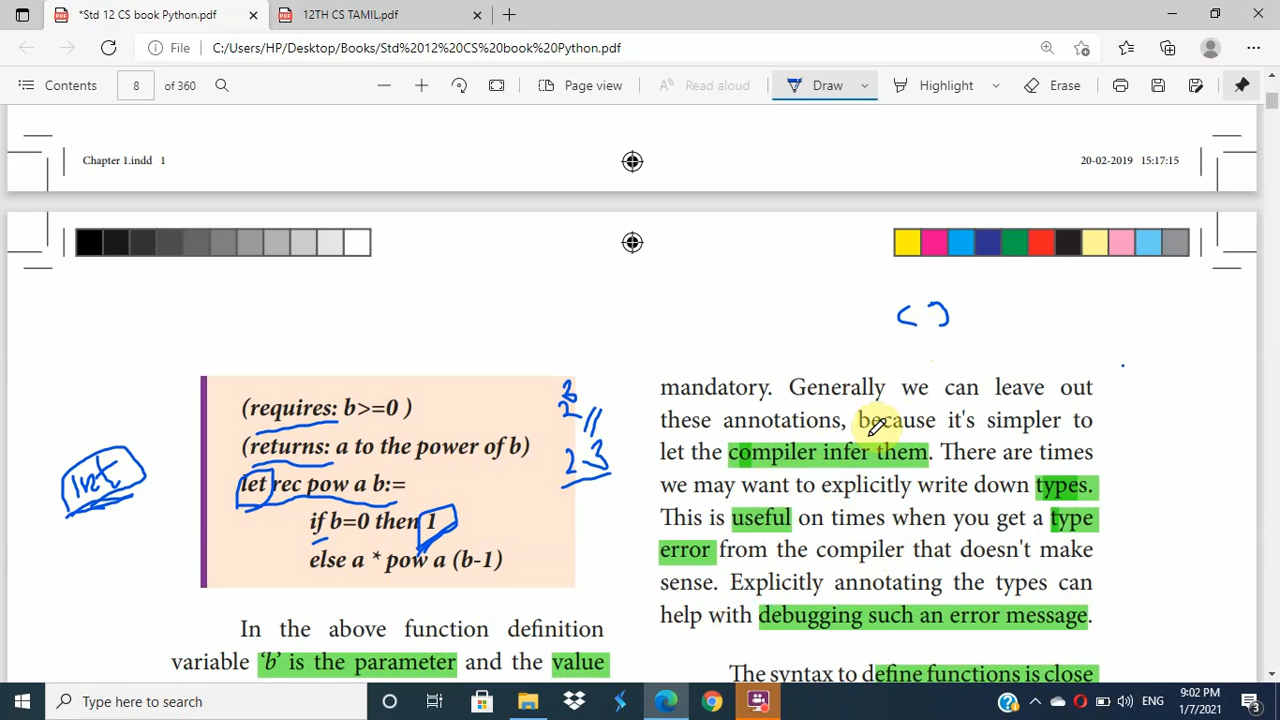 *Std 12 CS book Python.pdf
12TH CS TAMIL.pdf
File C:/Users/HP/Desktop/Books/Std%2012%20CS%20book%20Python.pdf
Contents 8 of 360 Page view Read aloud Draw Highlight Erase
Chapter 1.indd 1
20-02-2019 15:17:15
(requires: b>=0 )
(returns: a to the power of b)
let rec pow a b:=
if b=0 then 1
else a * pow a (b-1)
In the above function definition
variable ‘b’ is the parameter and the value
2 3
mandatory. Generally we can leave out
these annotations, because it's simpler to
let the compiler infer them. There are times
we may want to explicitly write down types.
This is useful on times when you get a type
error from the compiler that doesn't make
sense. Explicitly annotating the types can
help with debugging such an error message.
The syntax to define functions is close
Type here to search
ENG
9:02 PM
1/7/2021
3